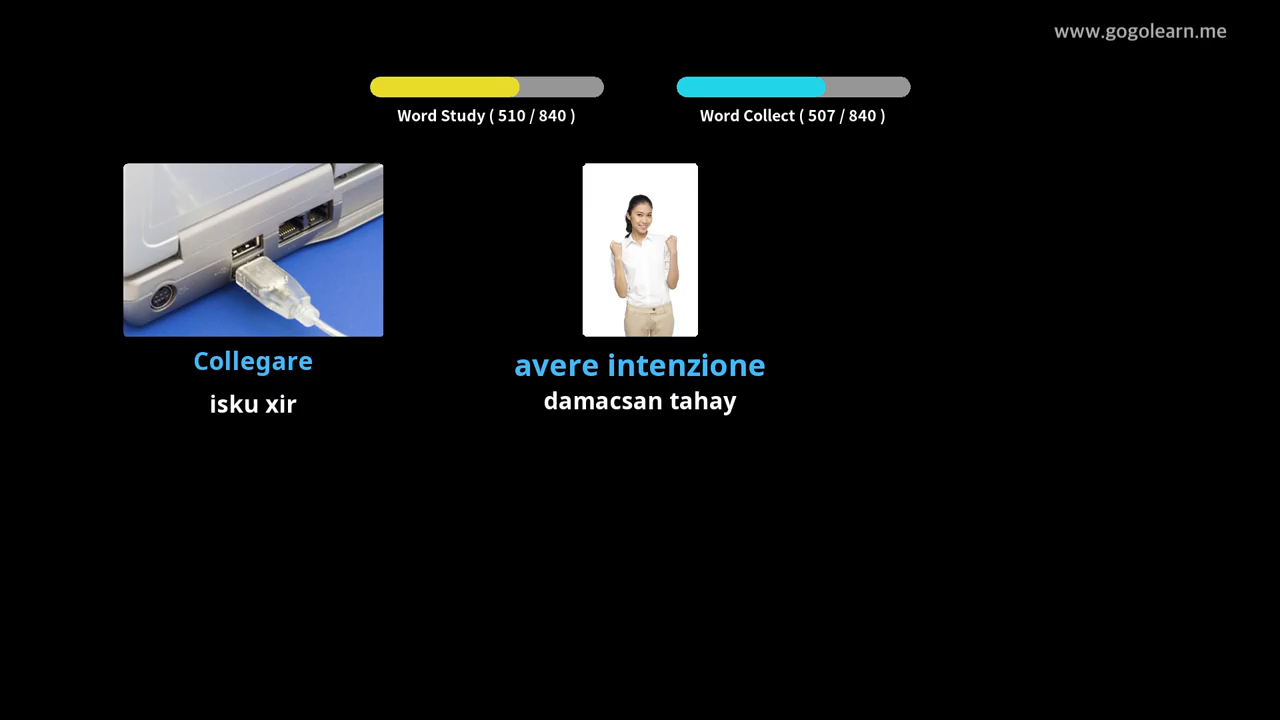 www.gogolearn.me
Word Study ( 510 / 840 )
Word Collect ( 507 / 840 )
Collegare
isku xir
avere intenzione
damacsan tahay